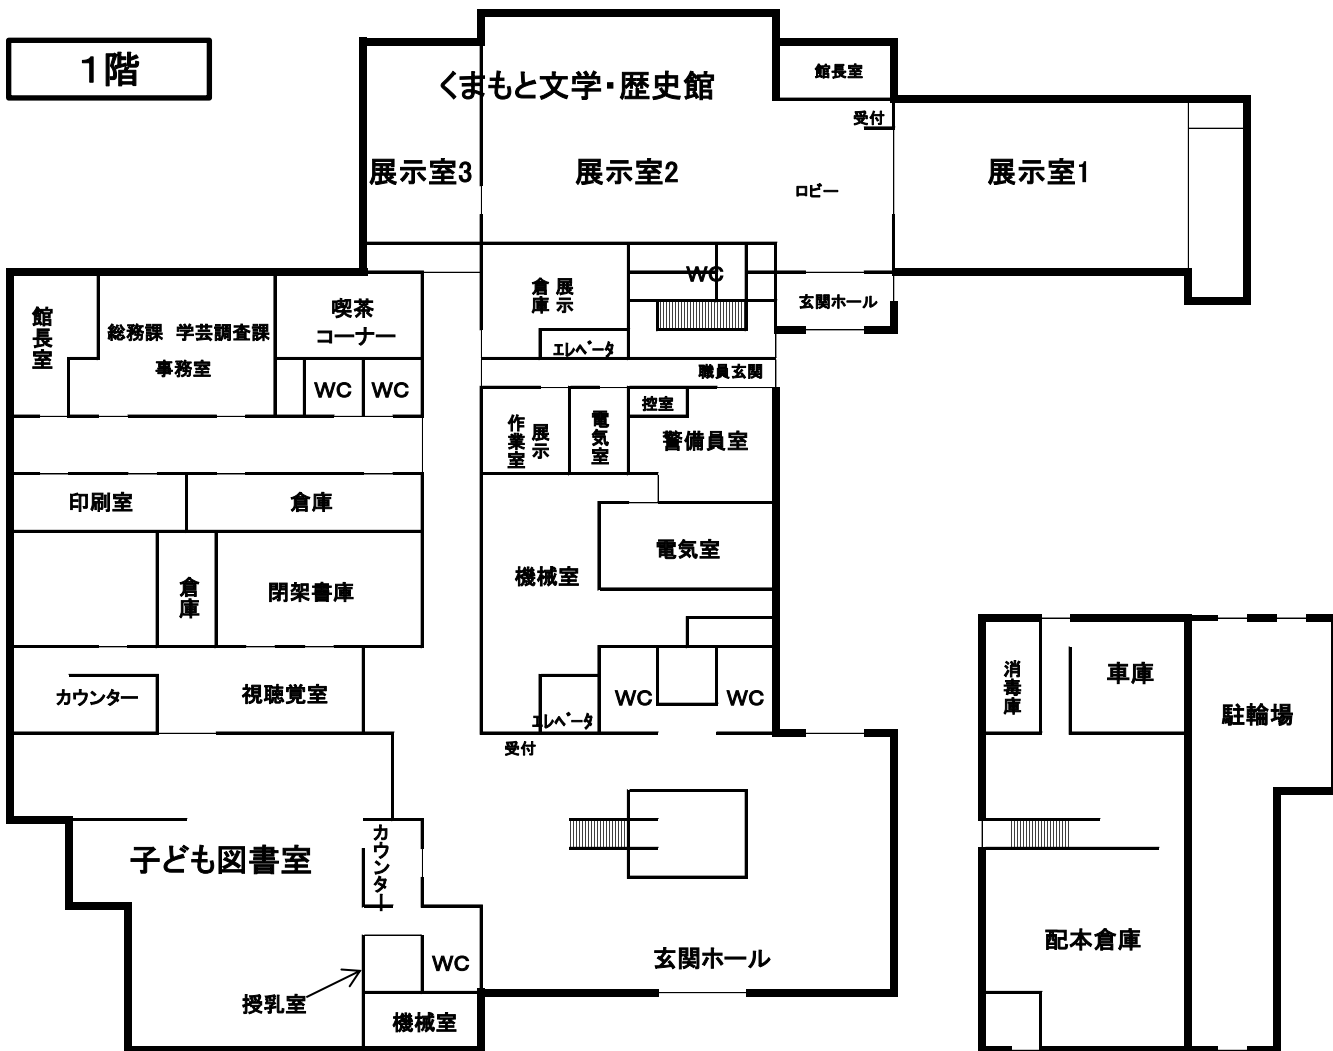 1階
くまもと文学・歴史館
館長室
受付
展示室3
展示室2
ロビー
展示室1
館長室
総務課 学芸調査課
事務室
喫茶
コーナー
WC
WC
展示
倉庫
エレベータ
WC
玄関ホール
職員玄関
展示
作業室
電気室
控室
警備員室
印刷室
倉庫
倉庫
閉架書庫
機械室
電気室
カウンター
視聴覚室
エレベータ
WC
WC
受付
消毒庫
車庫
駐輪場
子ども図書室
カウンター
WC
授乳室
機械室
玄関ホール
配本倉庫